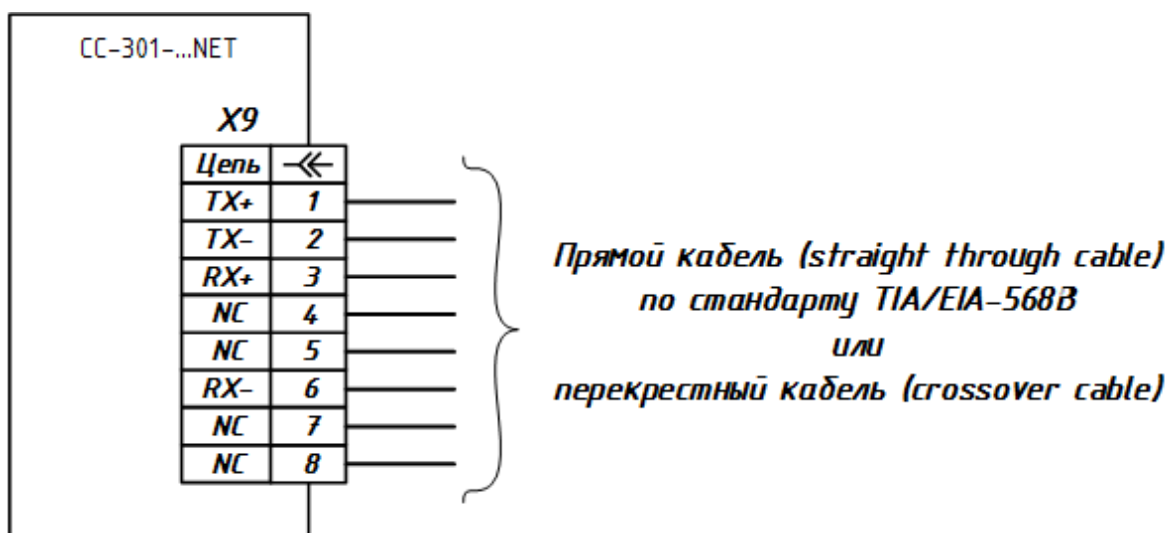 CC-301-...NET
X9
Цепь
TX+ 1
TX- 2
RX+ 3
NC 4
NC 5
RX- 6
NC 7
NC 8
Прямой кабель (straight through cable)
по стандарту TIA/EIA-568B
или
перекрестный кабель (crossover cable)